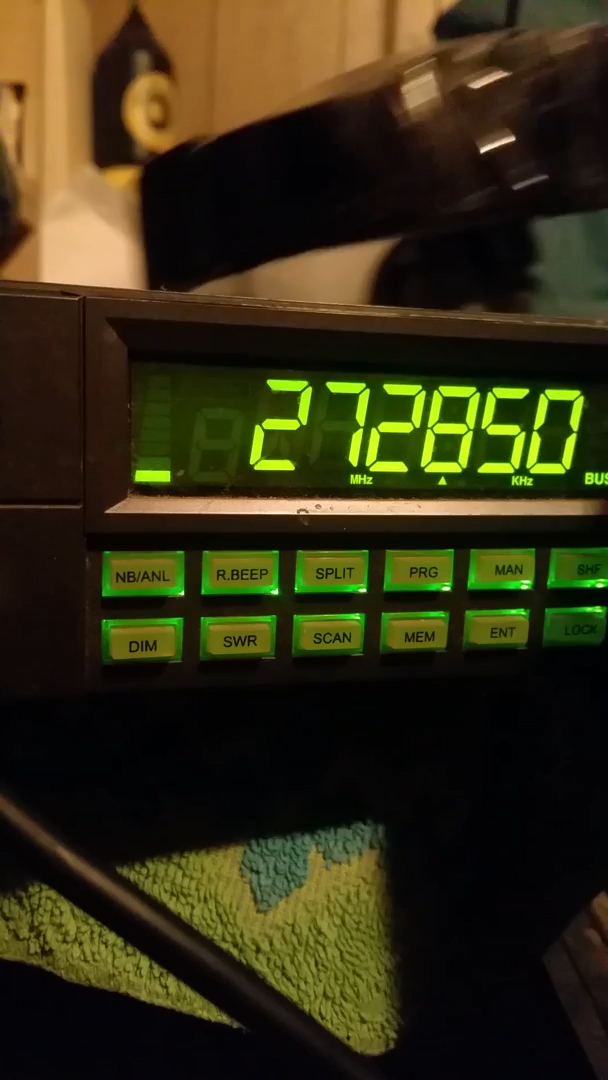 272850
MHz ▲ KHz BUS
NB/ANL R.BEEP SPLIT PRG MAN SHF
DIM SWR SCAN MEM ENT LOCK